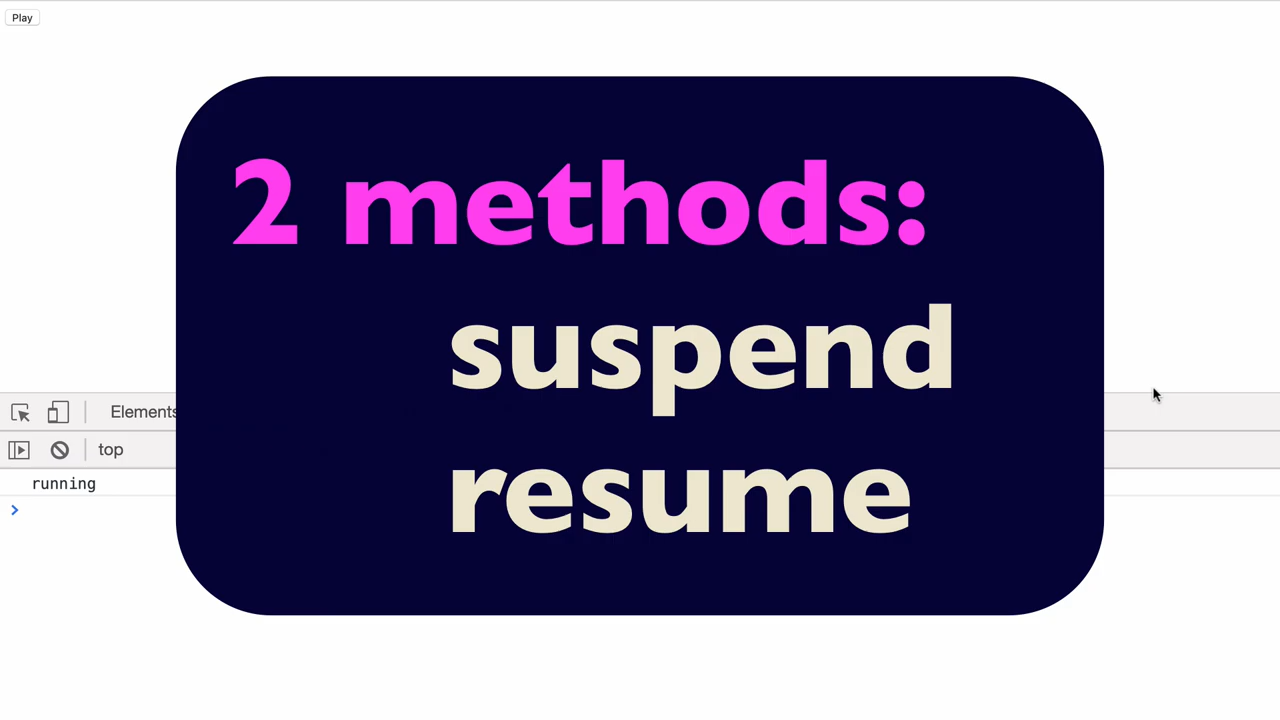 Play
2 methods:
suspend
resume
Elements
top
running